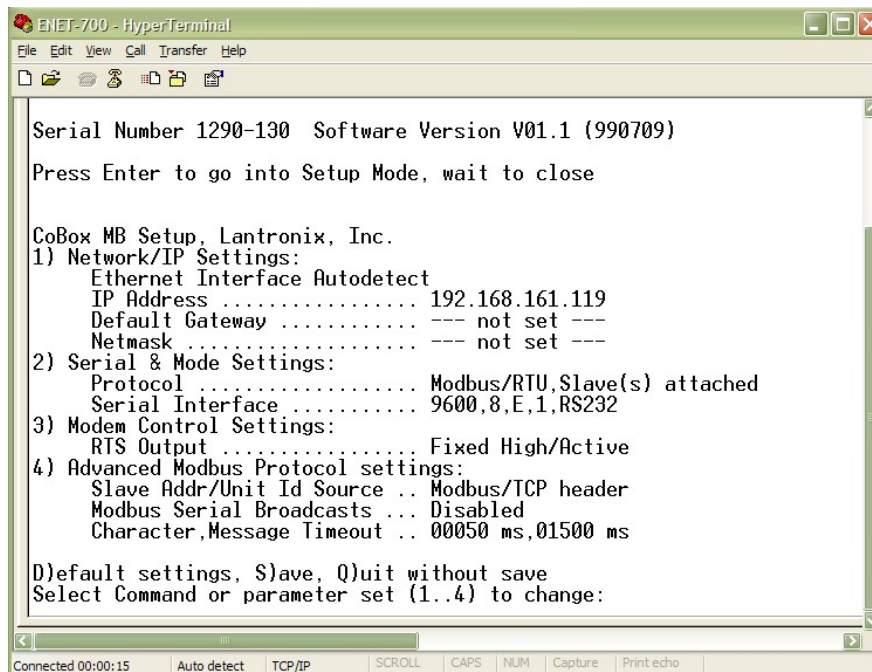 ENET-700 - HyperTerminal
File Edit View Call Transfer Help
Serial Number 1290-130 Software Version V01.1 (990709)
Press Enter to go into Setup Mode, wait to close
CoBox MB Setup, Lantronix, Inc.
1) Network/IP Settings:
Ethernet Interface Autodetect
IP Address ................. 192.168.161.119
Default Gateway ............ --- not set ---
Netmask .................... --- not set ---
2) Serial & Mode Settings:
Protocol ................... Modbus/RTU,Slave(s) attached
Serial Interface ........... 9600,8,E,1,RS232
3) Modem Control Settings:
RTS Output ................. Fixed High/Active
4) Advanced Modbus Protocol settings:
Slave Addr/Unit Id Source .. Modbus/TCP header
Modbus Serial Broadcasts ... Disabled
Character,Message Timeout .. 00050 ms,01500 ms
D)efault settings, S)ave, Q)uit without save
Select Command or parameter set (1..4) to change:
Connected 00:00:15 Auto detect TCP/IP SCROLL CAPS NUM Capture Print echo